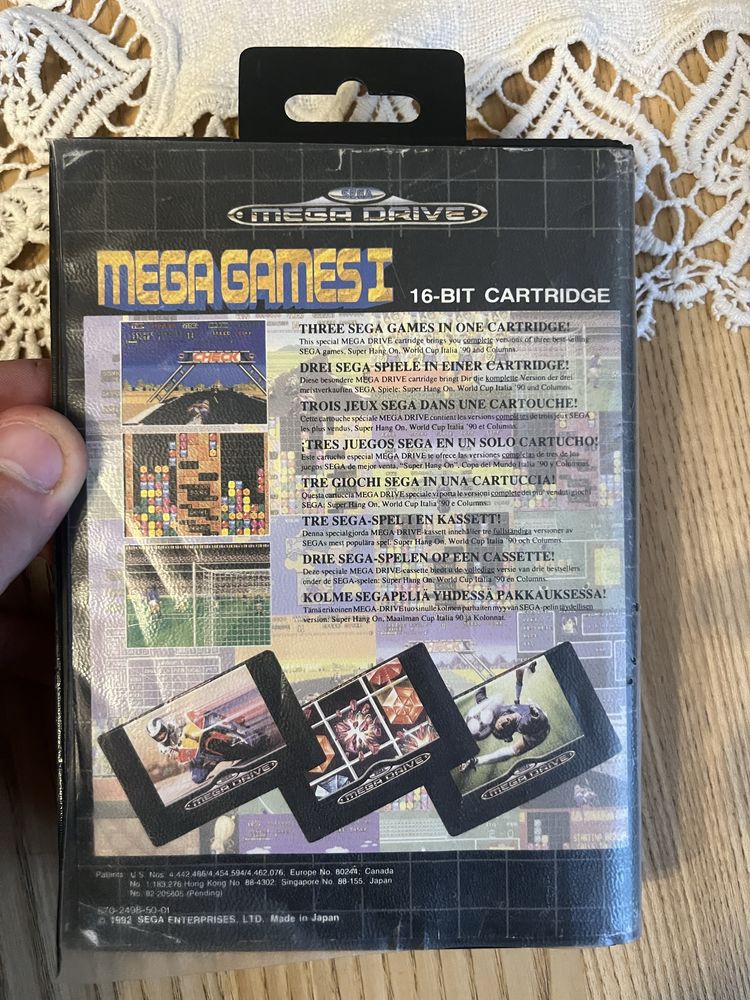 SEGA
MEGA DRIVE
MEGA GAMES I
16-BIT CARTRIDGE
CHECK
THREE SEGA GAMES IN ONE CARTRIDGE!
This special MEGA DRIVE cartridge brings you complete versions of three best-selling
SEGA games, Super Hang On, World Cup Italia '90 and Columns.
DREI SEGA SPIELE IN EINER CARTRIDGE!
Diese besondere MEGA DRIVE cartridge bringt Dir die komplette Version der drei
meistverkauften SEGA Spiele: Super Hang On, World Cup Italia '90 und Columns.
TROIS JEUX SEGA DANS UNE CARTOUCHE!
Cette cartouche spéciale MEGA DRIVE contient les versions completes de trois jeux SEGA
les plus vendus, Super Hang On, World Cup Italia '90 et Columns.
¡TRES JUEGOS SEGA EN UN SOLO CARTUCHO!
Este cartucho especial MEGA DRIVE te ofrece las versiones completas de tres de los
juegos SEGA de mejor venta, "Super Hang On", Copa del Mundo Italia '90 y Columnas.
TRE GIOCHI SEGA IN UNA CARTUCCIA!
Questa cartuccia MEGA DRIVE speciale vi porta le versioni complete dei piu' venduti giochi
SEGA: Super Hang On, World Cup Italia '90 e Columns.
TRE SEGA-SPEL I EN KASSETT!
Denna specialgjorda MEGA DRIVE-kassett innehåller tre fullständiga versioner av
SEGAs mest populära spel: Super Hang On, World Cup Italia '90 och Columns.
DRIE SEGA-SPELEN OP EEN CASSETTE!
Deze speciale MEGA DRIVE-cassette biedt u de volledige versie van drie bestsellers
onder de SEGA-spelen: Super Hang On, World Cup Italia '90 en Columns.
KOLME SEGAPELIÄ YHDESSÄ PAKKAUKSESSA!
Tämä erikoinen MEGA-DRIVE tuo sinulle kolmen parhaiten myyvän SEGA-pelin täydellisen
version: Super Hang On, Maailman Cup Italia '90 ja Kolonnat.
MEGA DRIVE
MEGA DRIVE
MEGA DRIVE
Patents: U.S. Nos. 4,442,486/4,454,594/4,462,076; Europe No. 80244; Canada
No. 1,183,276 Hong Kong No. 88-4302; Singapore No. 88-155; Japan
No. 82-205605 (Pending)
670-2498-50-01
© 1992 SEGA ENTERPRISES, LTD. Made in Japan